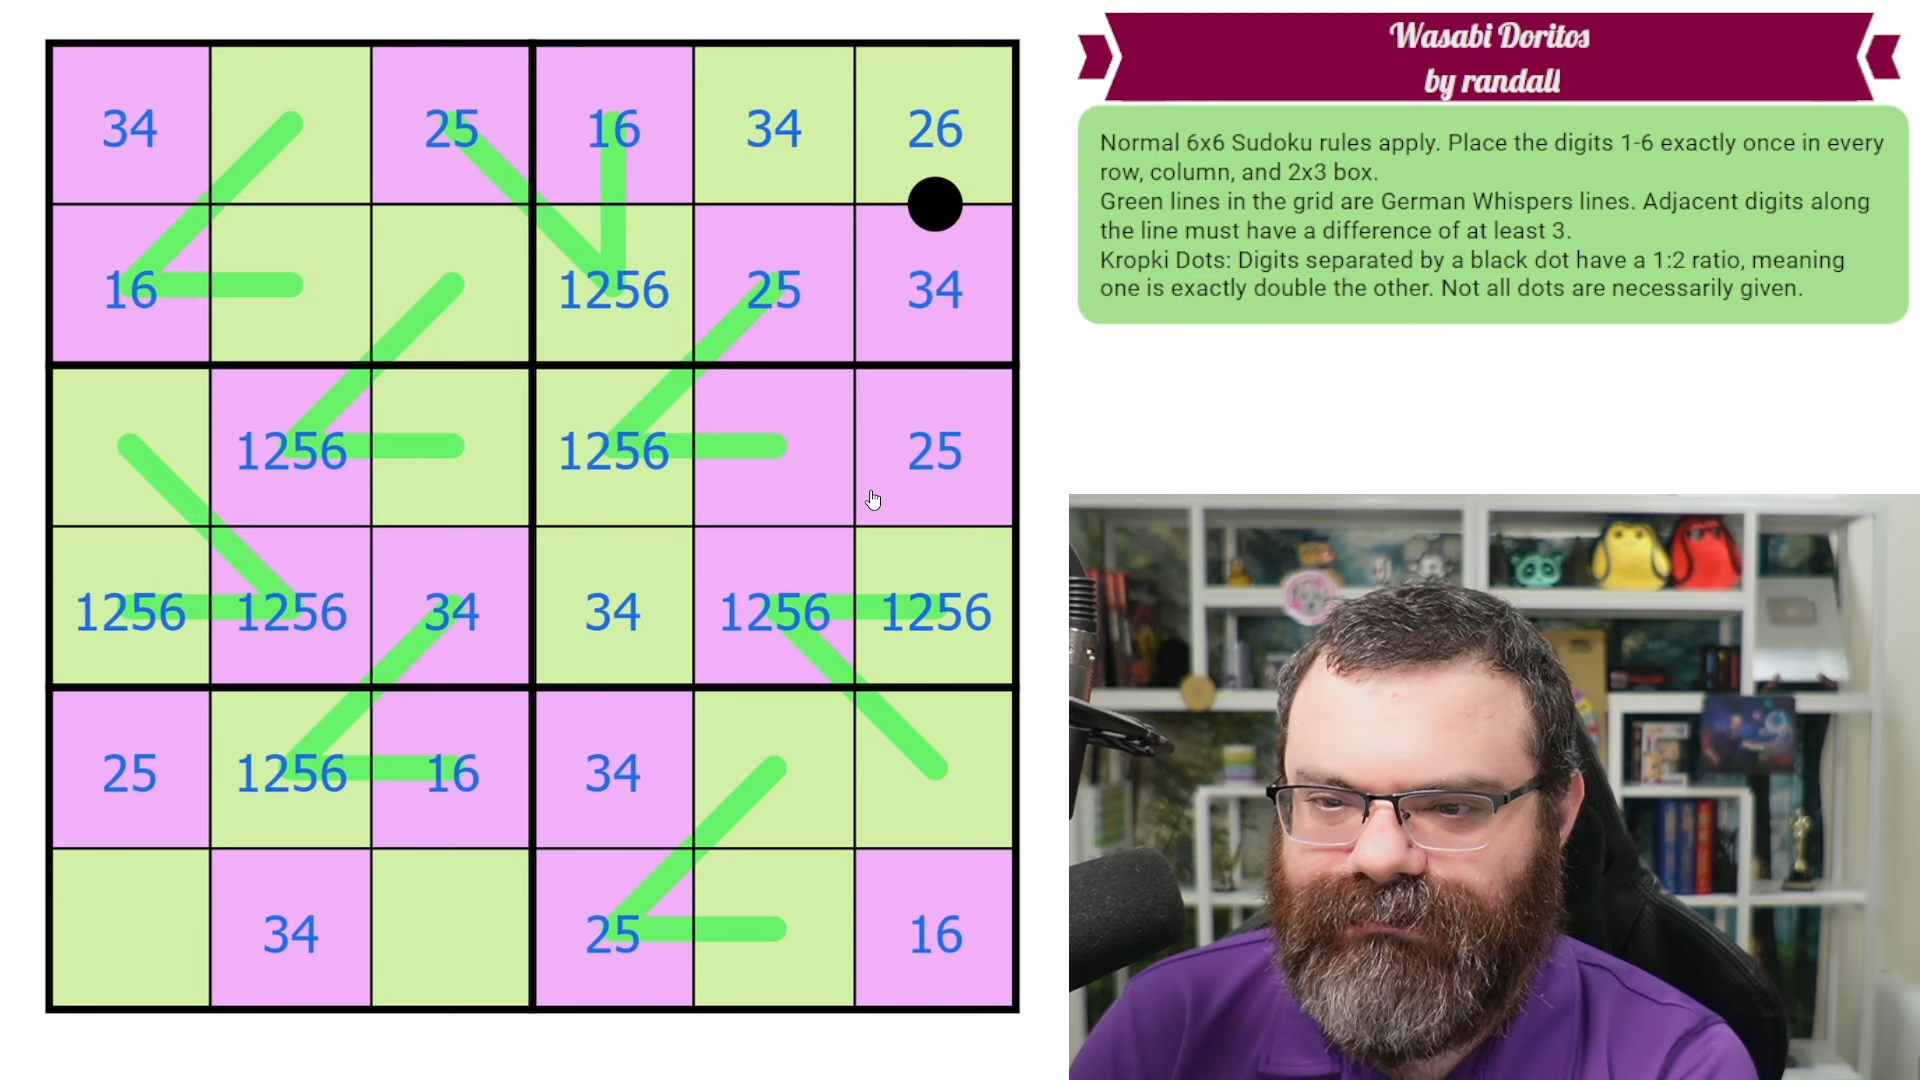 Wasabi Doritos
by randall
Normal 6x6 Sudoku rules apply. Place the digits 1-6 exactly once in every
row, column, and 2x3 box.
Green lines in the grid are German Whispers lines. Adjacent digits along
the line must have a difference of at least 3.
Kropki Dots: Digits separated by a black dot have a 1:2 ratio, meaning
one is exactly double the other. Not all dots are necessarily given.
34 25 16 34 26
16 1256 25 34
1256 1256 25
1256 1256 34 34 1256 1256
25 1256 16 34
34 25 16